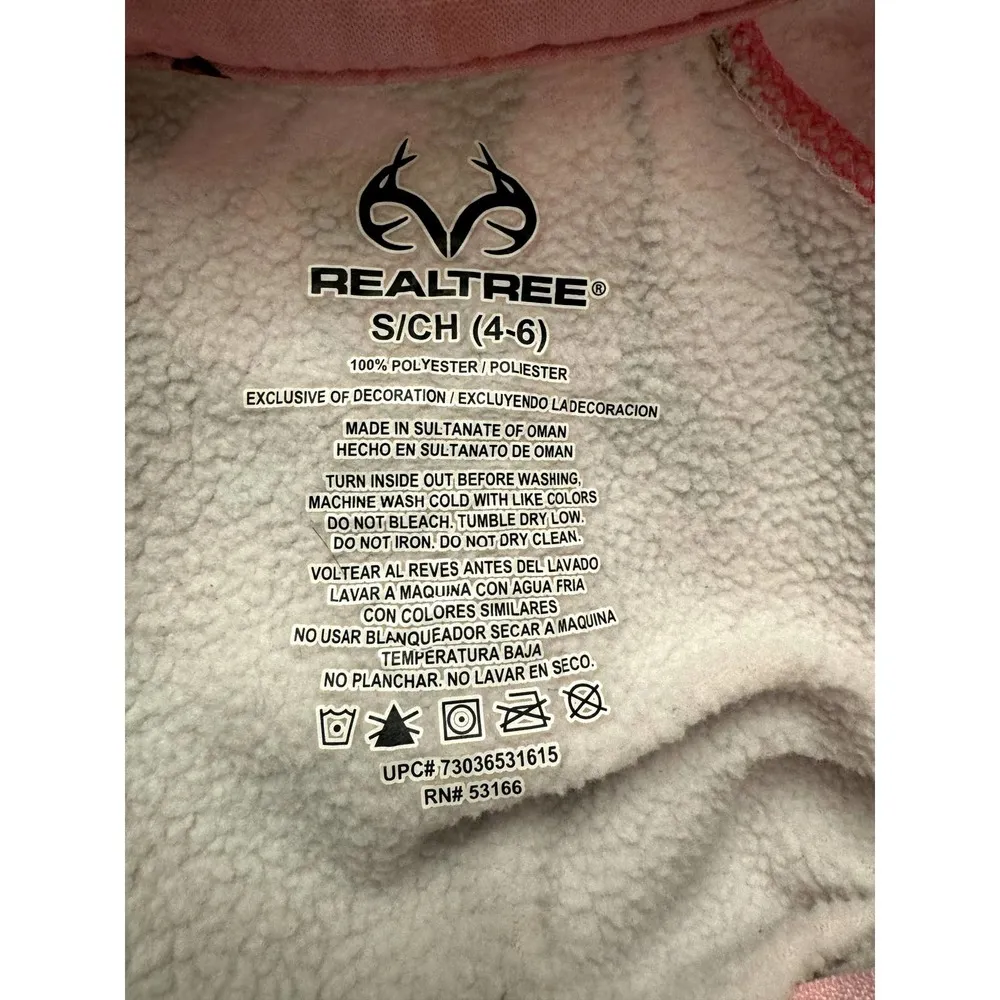 REALTREE®
S/CH (4-6)
100% POLYESTER / POLIESTER
EXCLUSIVE OF DECORATION / EXCLUYENDO LA DECORACION
MADE IN SULTANATE OF OMAN
HECHO EN SULTANATO DE OMAN
TURN INSIDE OUT BEFORE WASHING,
MACHINE WASH COLD WITH LIKE COLORS
DO NOT BLEACH. TUMBLE DRY LOW.
DO NOT IRON. DO NOT DRY CLEAN.
VOLTEAR AL REVES ANTES DEL LAVADO
LAVAR A MAQUINA CON AGUA FRIA
CON COLORES SIMILARES
NO USAR BLANQUEADOR SECAR A MAQUINA
TEMPERATURA BAJA
NO PLANCHAR. NO LAVAR EN SECO.
UPC# 73036531615
RN# 53166